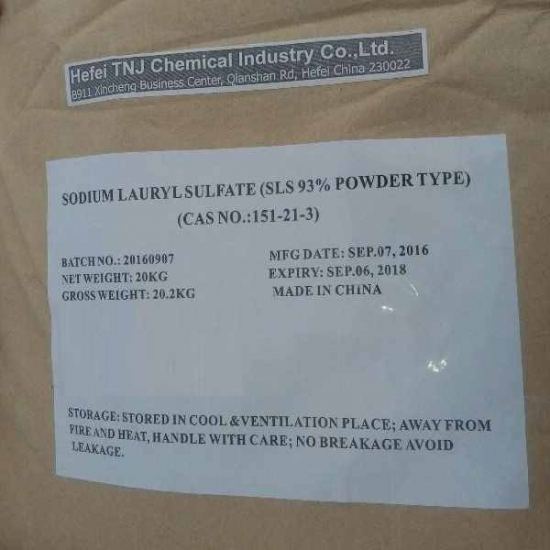 Hefei TNJ Chemical Industry Co.,Ltd.
B911 Xincheng Business Center, Qianshan Rd, Hefei China 230022
SODIUM LAURYL SULFATE (SLS 93% POWDER TYPE)
(CAS NO.:151-21-3)
BATCH NO.: 20160907
MFG DATE: SEP.07, 2016
NET WEIGHT: 20KG
EXPIRY: SEP.06, 2018
GROSS WEIGHT: 20.2KG
MADE IN CHINA
STORAGE: STORED IN COOL &VENTILATION PLACE; AWAY FROM
FIRE AND HEAT, HANDLE WITH CARE; NO BREAKAGE AVOID
LEAKAGE.